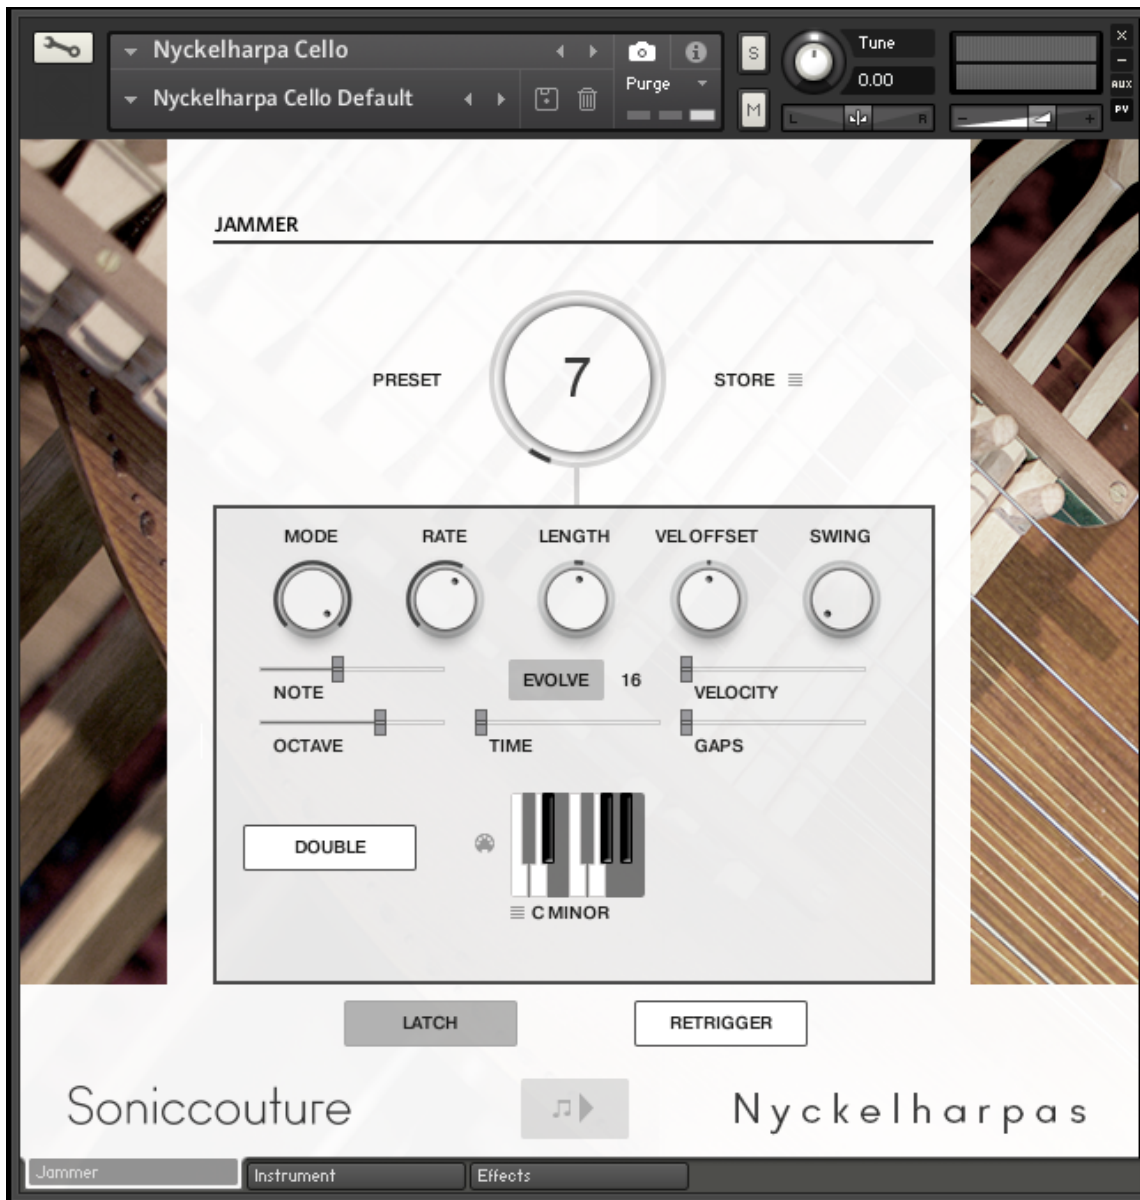 Nyckelharpa Cello
Nyckelharpa Cello Default
Purge
S
M
Tune
0.00
L R
- +
×
-
AUX
PV
JAMMER
PRESET
7
STORE
MODE RATE LENGTH VEL OFFSET SWING
NOTE
EVOLVE 16
VELOCITY
OCTAVE
TIME
GAPS
DOUBLE
C MINOR
LATCH
RETRIGGER
Soniccouture
Nyckelharpas
Jammer
Instrument
Effects